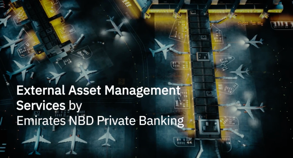 External Asset Management
Services by
Emirates NBD Private Banking